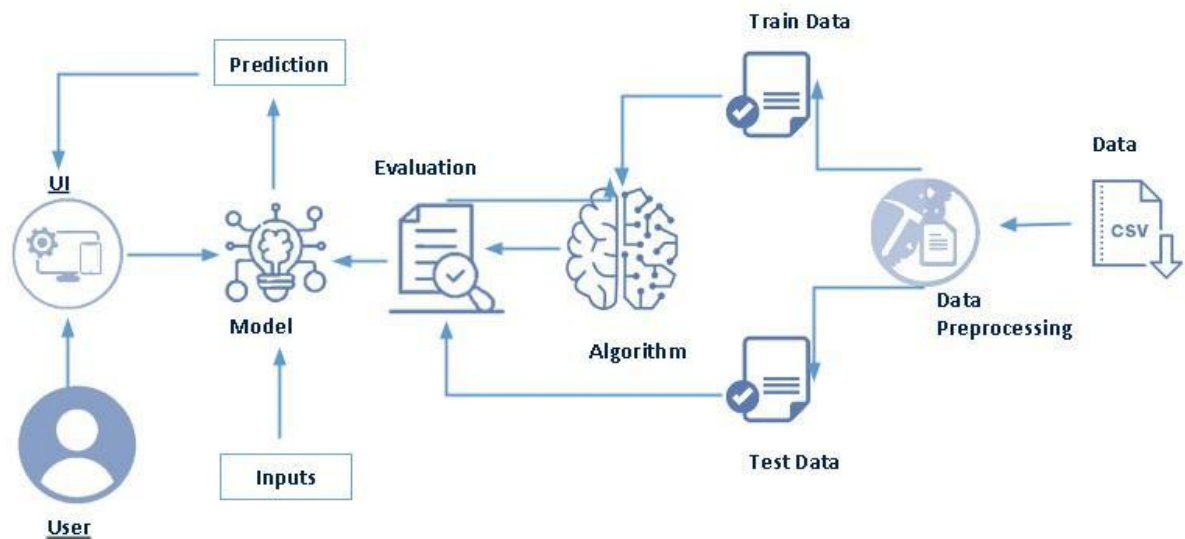 Train Data
Prediction
Data
Evaluation
UI
CSV
Data
Preprocessing
Model
Algorithm
Test Data
Inputs
User